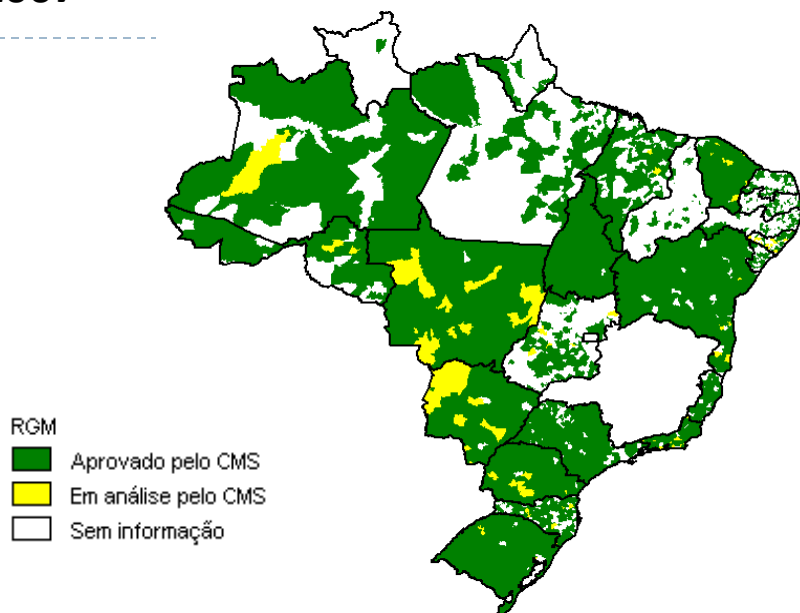 RGM
Aprovado pelo CMS
Em análise pelo CMS
Sem informação